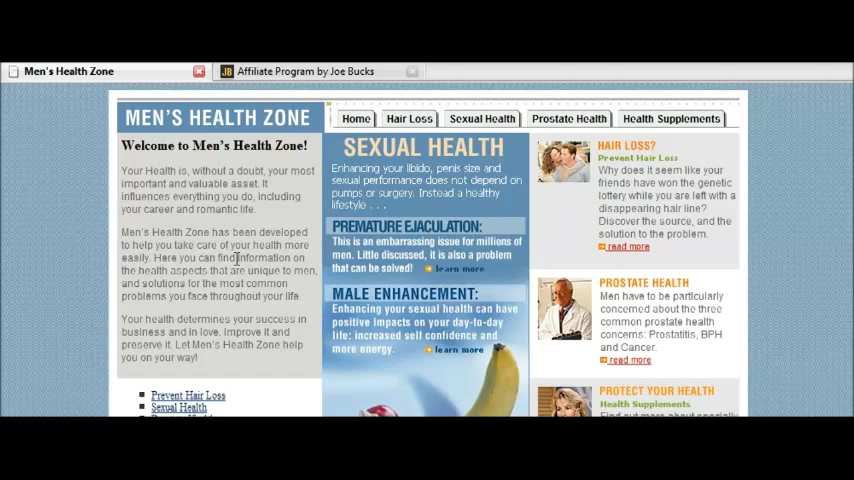 Men's Health Zone
Affiliate Program by Joe Bucks
MEN'S HEALTH ZONE
Home
Hair Loss
Sexual Health
Prostate Health
Health Supplements
Welcome to Men's Health Zone!
Your Health is, without a doubt, your most
important and valuable asset. It
influences everything you do, including
your career and romantic life.
Men's Health Zone has been developed
to help you take care of your health more
easily. Here you can find information on
the health aspects that are unique to men,
and solutions for the most common
problems you face throughout your life.
Your health determines your success in
business and in love. Improve it and
preserve it. Let Men's Health Zone help
you on your way!
Prevent Hair Loss
Sexual Health
SEXUAL HEALTH
Enhancing your libido, penis size and
sexual performance does not depend on
pumps or surgery. Instead a healthy
lifestyle . . .
PREMATURE EJACULATION:
This is an embarrassing issue for millions of
men. Little discussed, it is also a problem
that can be solved!
learn more
MALE ENHANCEMENT:
Enhancing your sexual health can have
positive impacts on your day-to-day
life: increased self confidence and
more energy.
learn more
HAIR LOSS?
Prevent Hair Loss
Why does it seem like your
friends have won the genetic
lottery while you are left with a
disappearing hair line?
Discover the source, and the
solution to the problem.
read more
PROSTATE HEALTH
Men have to be particularly
concerned about the three
common prostate health
concerns: Prostatitis, BPH
and Cancer.
read more
PROTECT YOUR HEALTH
Health Supplements
Find out more about specially